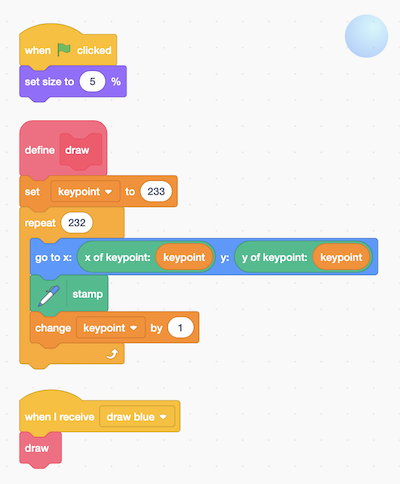 when clicked
set size to 5 %
define draw
set keypoint to 233
repeat 232
go to x: x of keypoint: keypoint y: y of keypoint: keypoint
stamp
change keypoint by 1
when I receive draw blue
draw